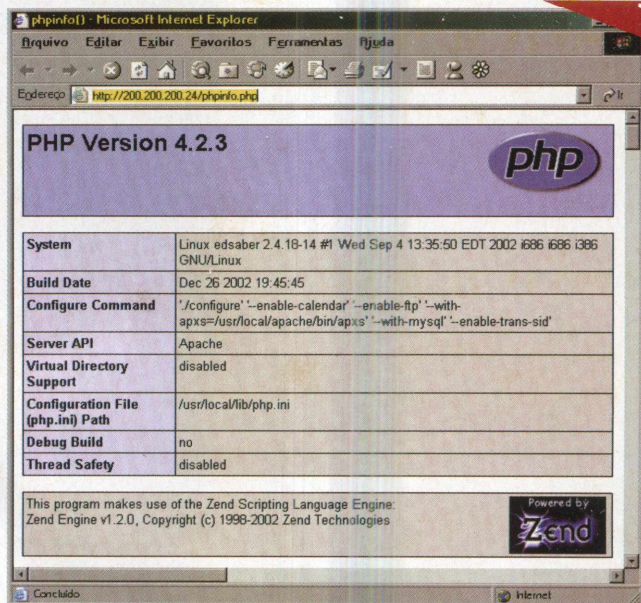 phpinfo() - Microsoft Internet Explorer
Arquivo Editar Exibir Favoritos Ferramentas Ajuda
Endereço http://200.200.200.24/phpinfo.php Ir
PHP Version 4.2.3
php
System Linux edsaber 2.4.18-14 #1 Wed Sep 4 13:35:50 EDT 2002 i686 i686 i386
GNU/Linux
Build Date Dec 26 2002 19:45:45
Configure Command './configure' '--enable-calendar' '--enable-ftp' '--with-
apxs=/usr/local/apache/bin/apxs' '--with-mysql' '--enable-trans-sid'
Server API Apache
Virtual Directory
Support disabled
Configuration File
(php.ini) Path /usr/local/lib/php.ini
Debug Build no
Thread Safety disabled
This program makes use of the Zend Scripting Language Engine:
Zend Engine v1.2.0, Copyright (c) 1998-2002 Zend Technologies
Powered by
Zend
Concluído Internet